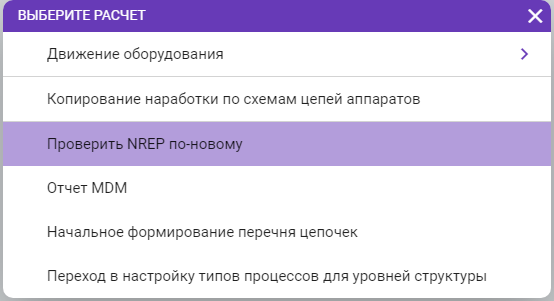 ВЫБЕРИТЕ РАСЧЕТ
Движение оборудования
Копирование наработки по схемам цепей аппаратов
Проверить NREP по-новому
Отчет MDM
Начальное формирование перечня цепочек
Переход в настройку типов процессов для уровней структуры